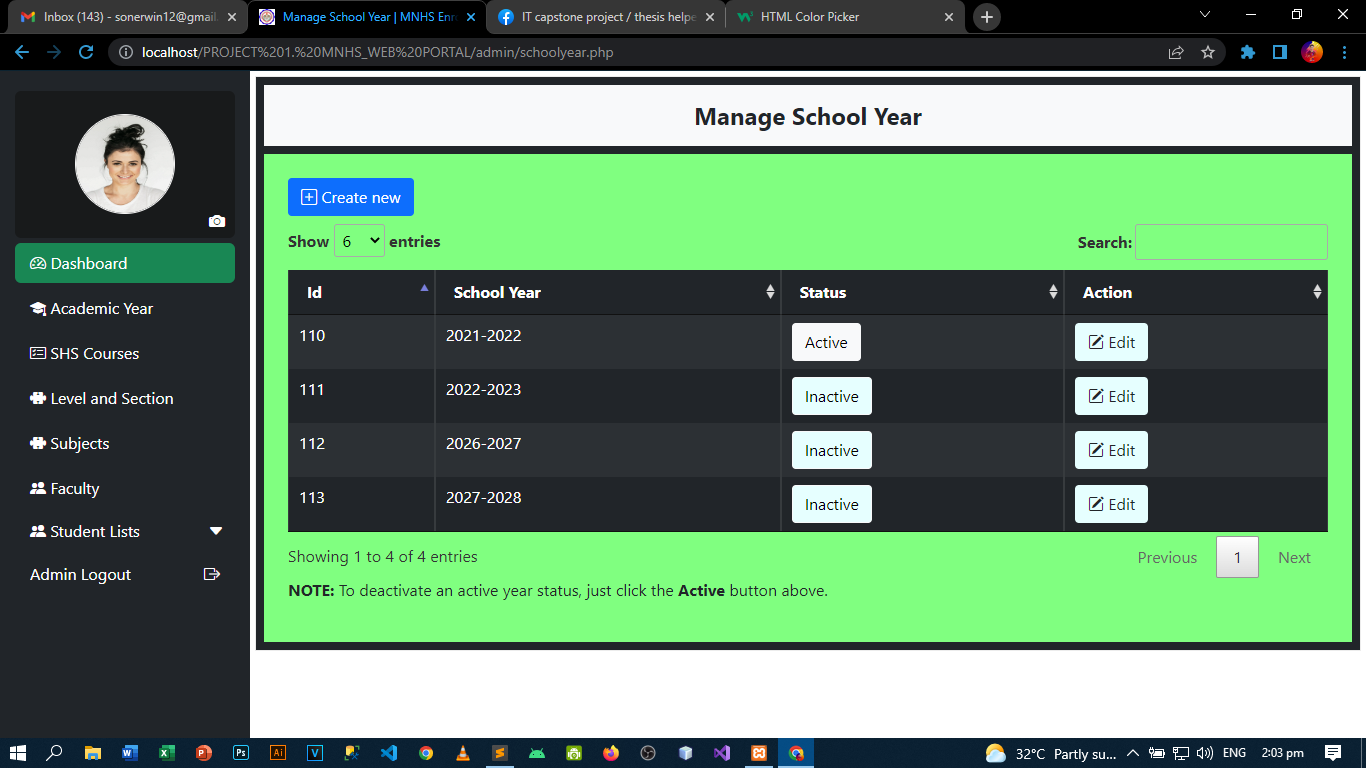 Inbox (143) - sonerwin12@gmail.
Manage School Year | MNHS Enro
IT capstone project / thesis helpe
HTML Color Picker
localhost/PROJECT%201.%20MNHS_WEB%20PORTAL/admin/schoolyear.php
Dashboard
Academic Year
SHS Courses
Level and Section
Subjects
Faculty
Student Lists
Admin Logout
Manage School Year
Create new
Show 6 entries
Search:
Id School Year Status Action
110 2021-2022 Active Edit
111 2022-2023 Inactive Edit
112 2026-2027 Inactive Edit
113 2027-2028 Inactive Edit
Showing 1 to 4 of 4 entries
Previous 1 Next
NOTE: To deactivate an active year status, just click the Active button above.
32°C Partly su... ENG 2:03 pm